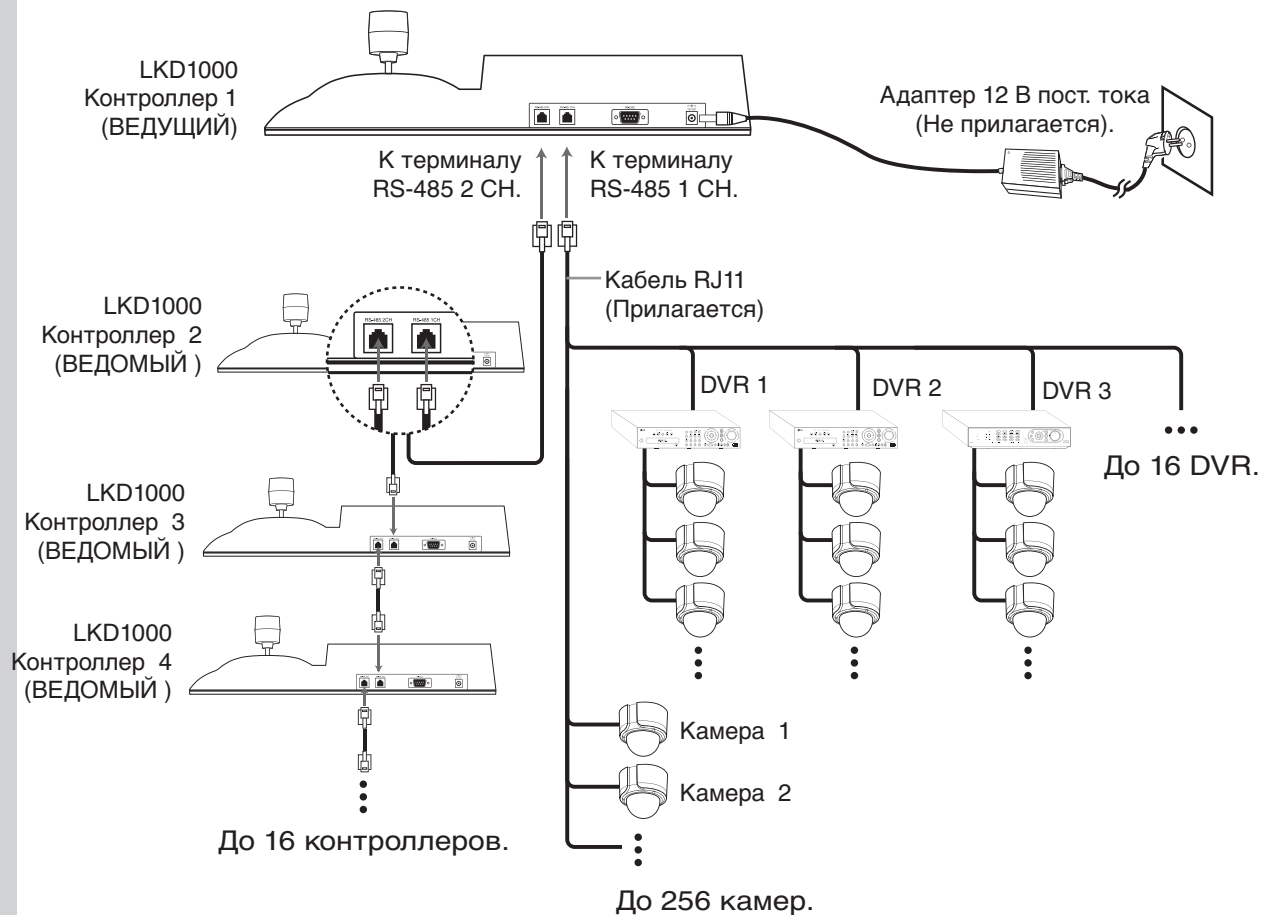 LKD1000
Контроллер 1
(ВЕДУЩИЙ)
Адаптер 12 В пост. тока
(Не прилагается).
К терминалу
RS-485 2 CH.
К терминалу
RS-485 1 CH.
Кабель RJ11
(Прилагается)
LKD1000
Контроллер 2
(ВЕДОМЫЙ )
RS-485 2CH
RS-485 1CH
DVR 1
DVR 2
DVR 3
До 16 DVR.
LKD1000
Контроллер 3
(ВЕДОМЫЙ )
LKD1000
Контроллер 4
(ВЕДОМЫЙ )
Камера 1
Камера 2
До 16 контроллеров.
До 256 камер.